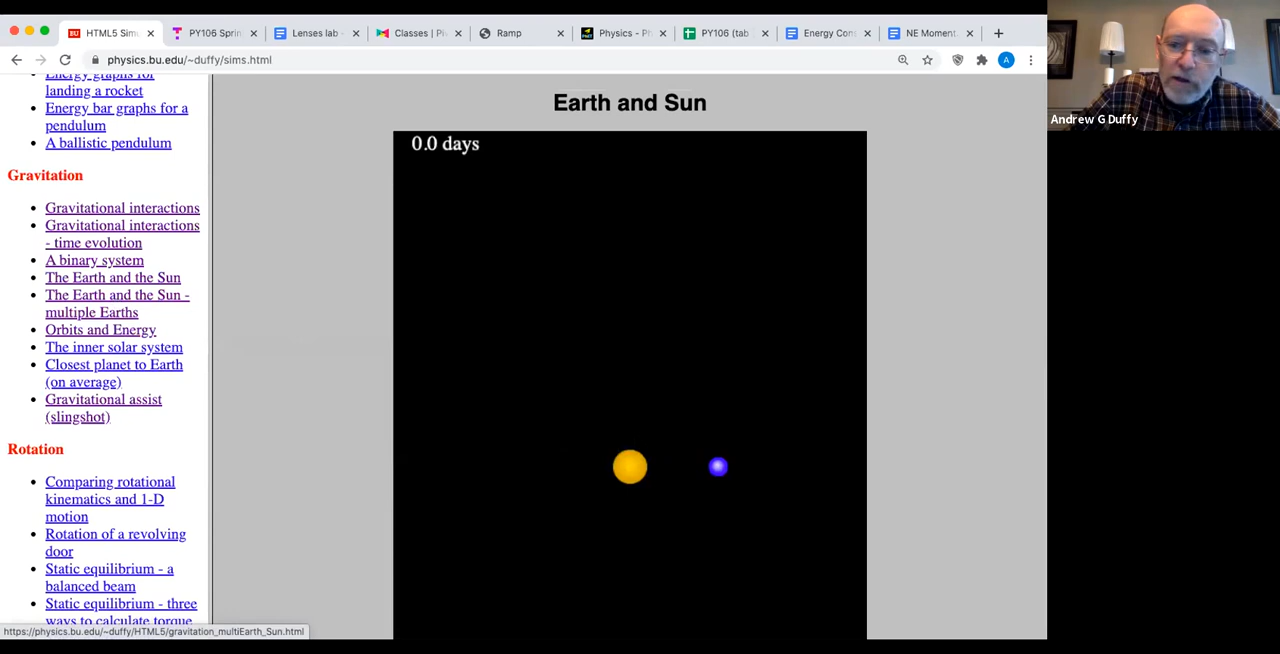 BU HTML5 Sim
PY106 Sprin
Lenses lab -
Classes | Pi
Ramp
Physics - P
PY106 (tab
Energy Con
NE Moment
physics.bu.edu/~duffy/sims.html
A
Energy graphs for
landing a rocket
Energy bar graphs for a
pendulum
A ballistic pendulum
Gravitation
Gravitational interactions
Gravitational interactions
- time evolution
A binary system
The Earth and the Sun
The Earth and the Sun -
multiple Earths
Orbits and Energy
The inner solar system
Closest planet to Earth
(on average)
Gravitational assist
(slingshot)
Rotation
Comparing rotational
kinematics and 1-D
motion
Rotation of a revolving
door
Static equilibrium - a
balanced beam
Static equilibrium - three
ways to calculate torque
https://physics.bu.edu/~duffy/HTML5/gravitation_multiEarth_Sun.html
Earth and Sun
0.0 days
Andrew G Duffy